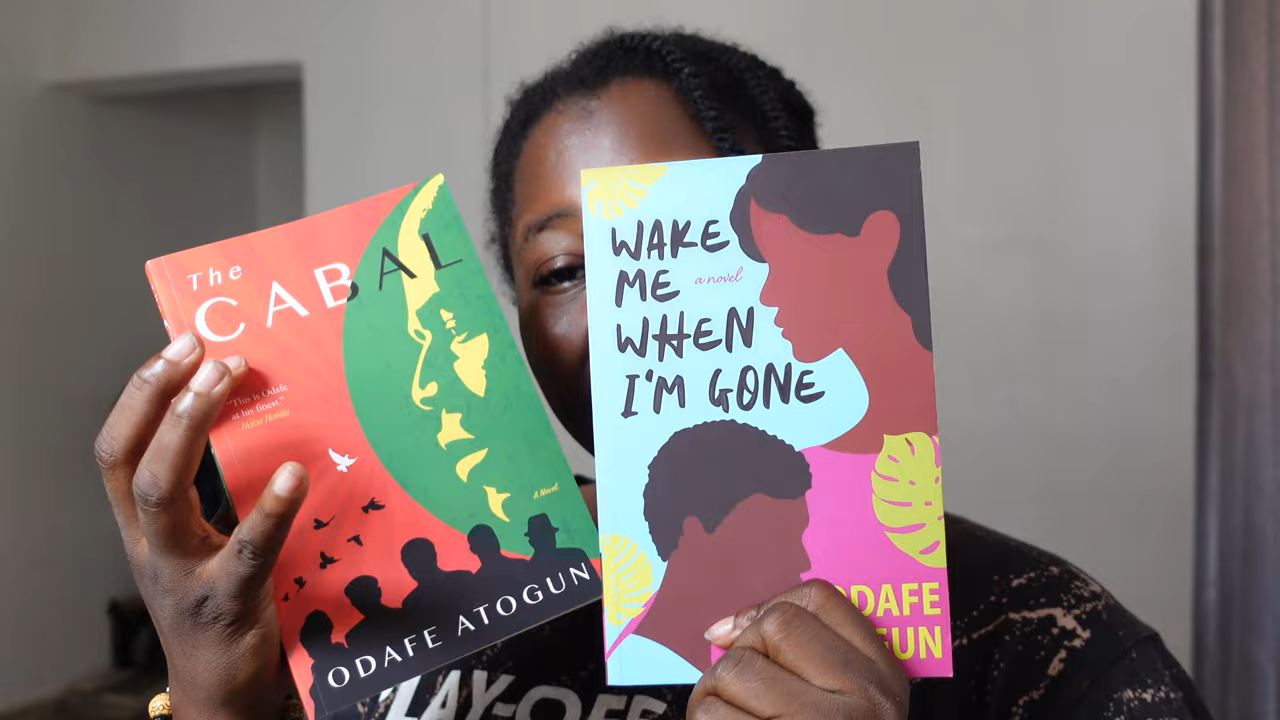 The
CABAL
"This is Odafe
at his finest."
- Helon Habila
A Novel
ODAFE ATOGUN
WAKE
ME a novel
WHEN
I'M GONE
ODAFE
GUN
LAY-OFF